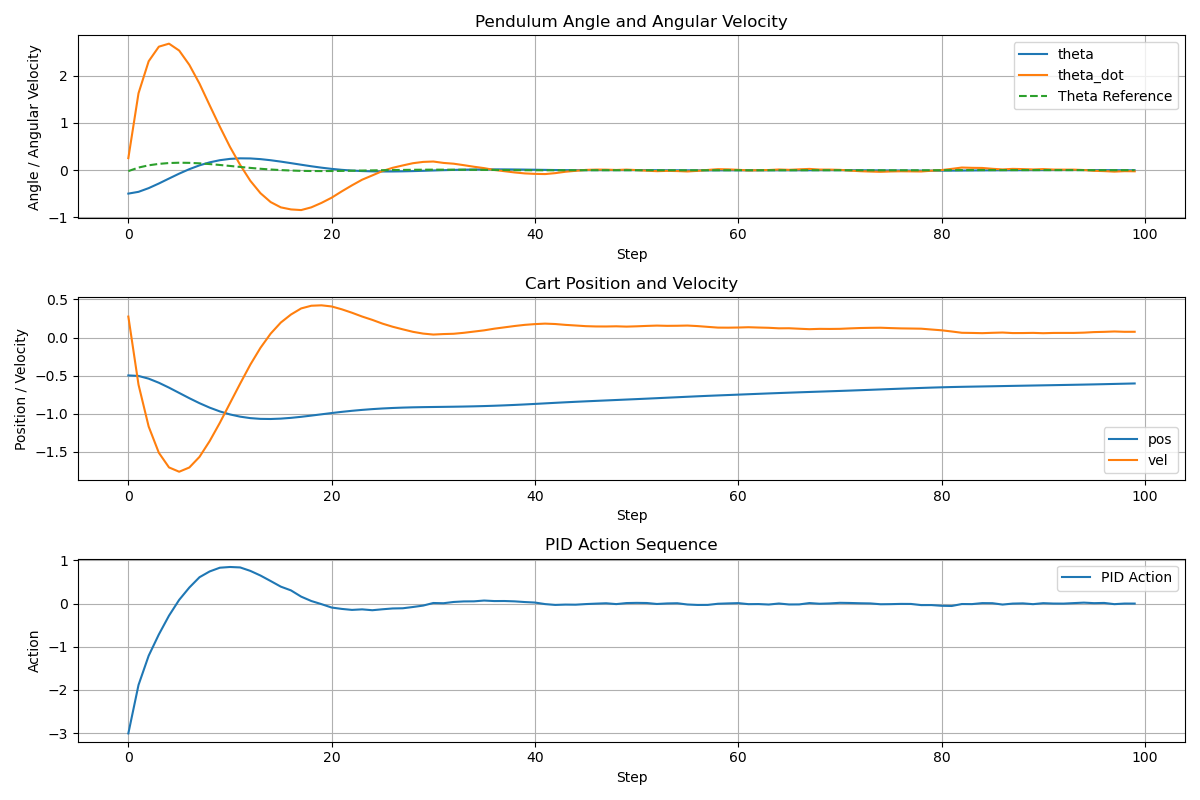 Pendulum Angle and Angular Velocity
Angle / Angular Velocity
2
1
0
−1
theta
theta_dot
Theta Reference
0 20 40 60 80 100
Step
Cart Position and Velocity
Position / Velocity
0.5
0.0
−0.5
−1.0
−1.5
pos
vel
0 20 40 60 80 100
Step
PID Action Sequence
Action
1
0
−1
−2
−3
PID Action
0 20 40 60 80 100
Step